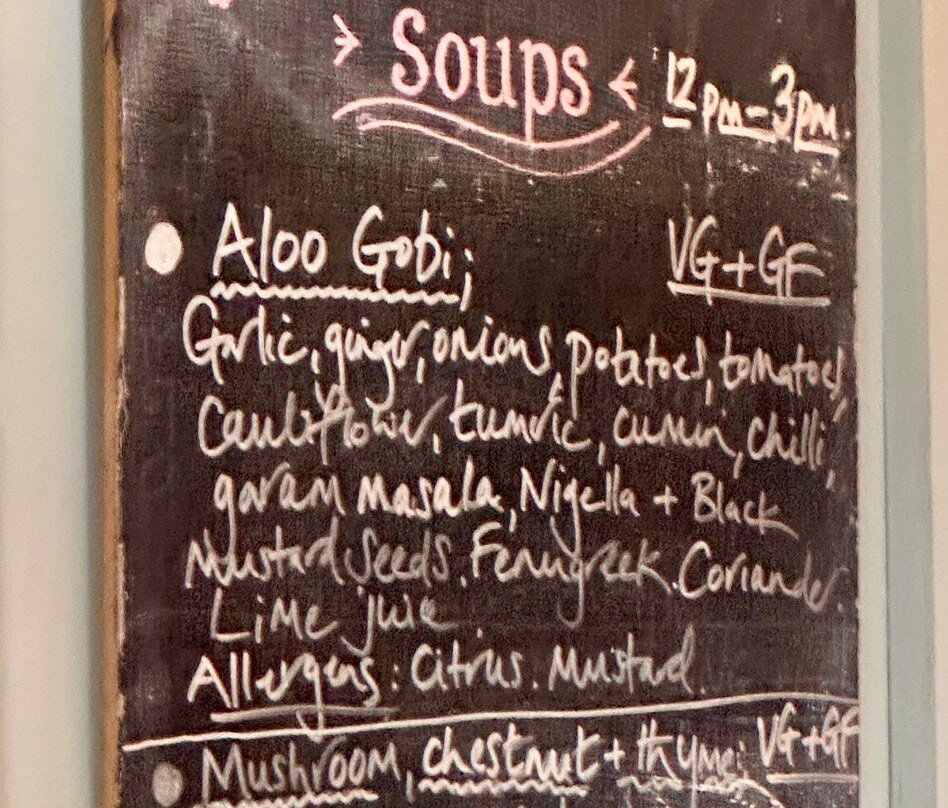 > Soups < 12pm-3pm.
Aloo Gobi; VG+GF
Garlic, ginger, onions, potatoes, tomatoes,
Cauliflower, tumric, cumin, chilli,
garam masala, Nigella + Black
Mustard Seeds. Fenugreek. Coriander.
Lime juice
Allergens: Citrus. Mustard.
Mushroom, chestnut + thyme; VG+GF